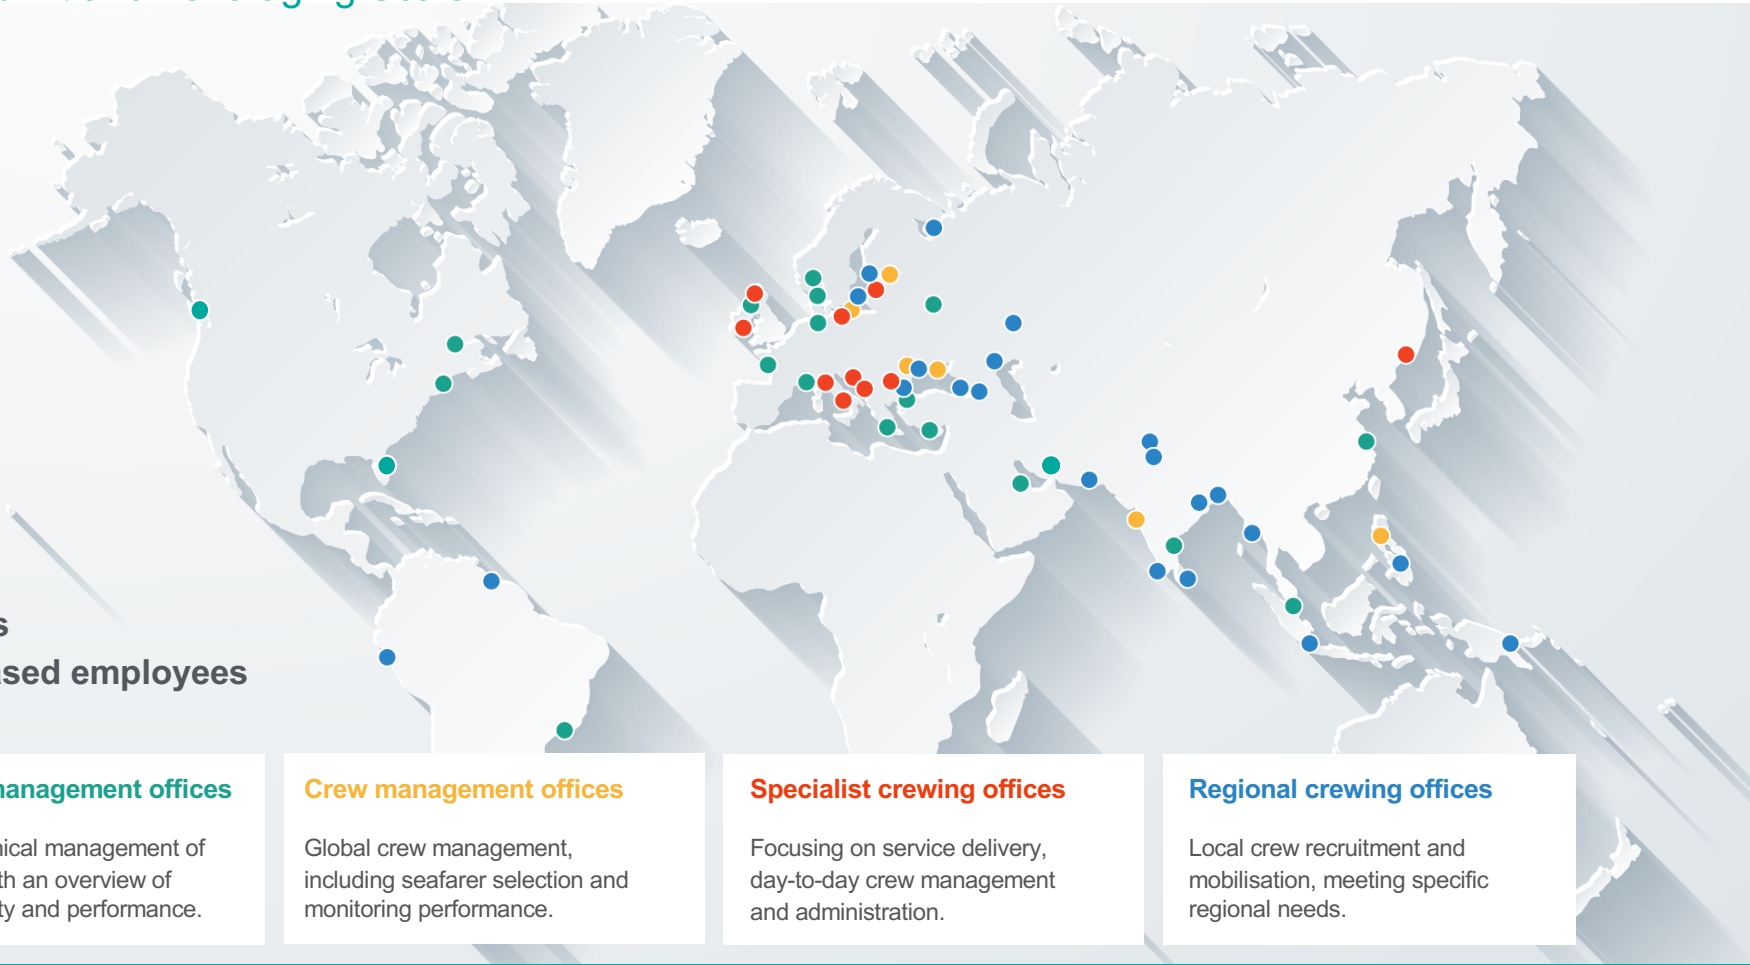 s
ased employees
management offices
nical management of
th an overview of
ty and performance.
Crew management offices
Global crew management,
including seafarer selection and
monitoring performance.
Specialist crewing offices
Focusing on service delivery,
day-to-day crew management
and administration.
Regional crewing offices
Local crew recruitment and
mobilisation, meeting specific
regional needs.